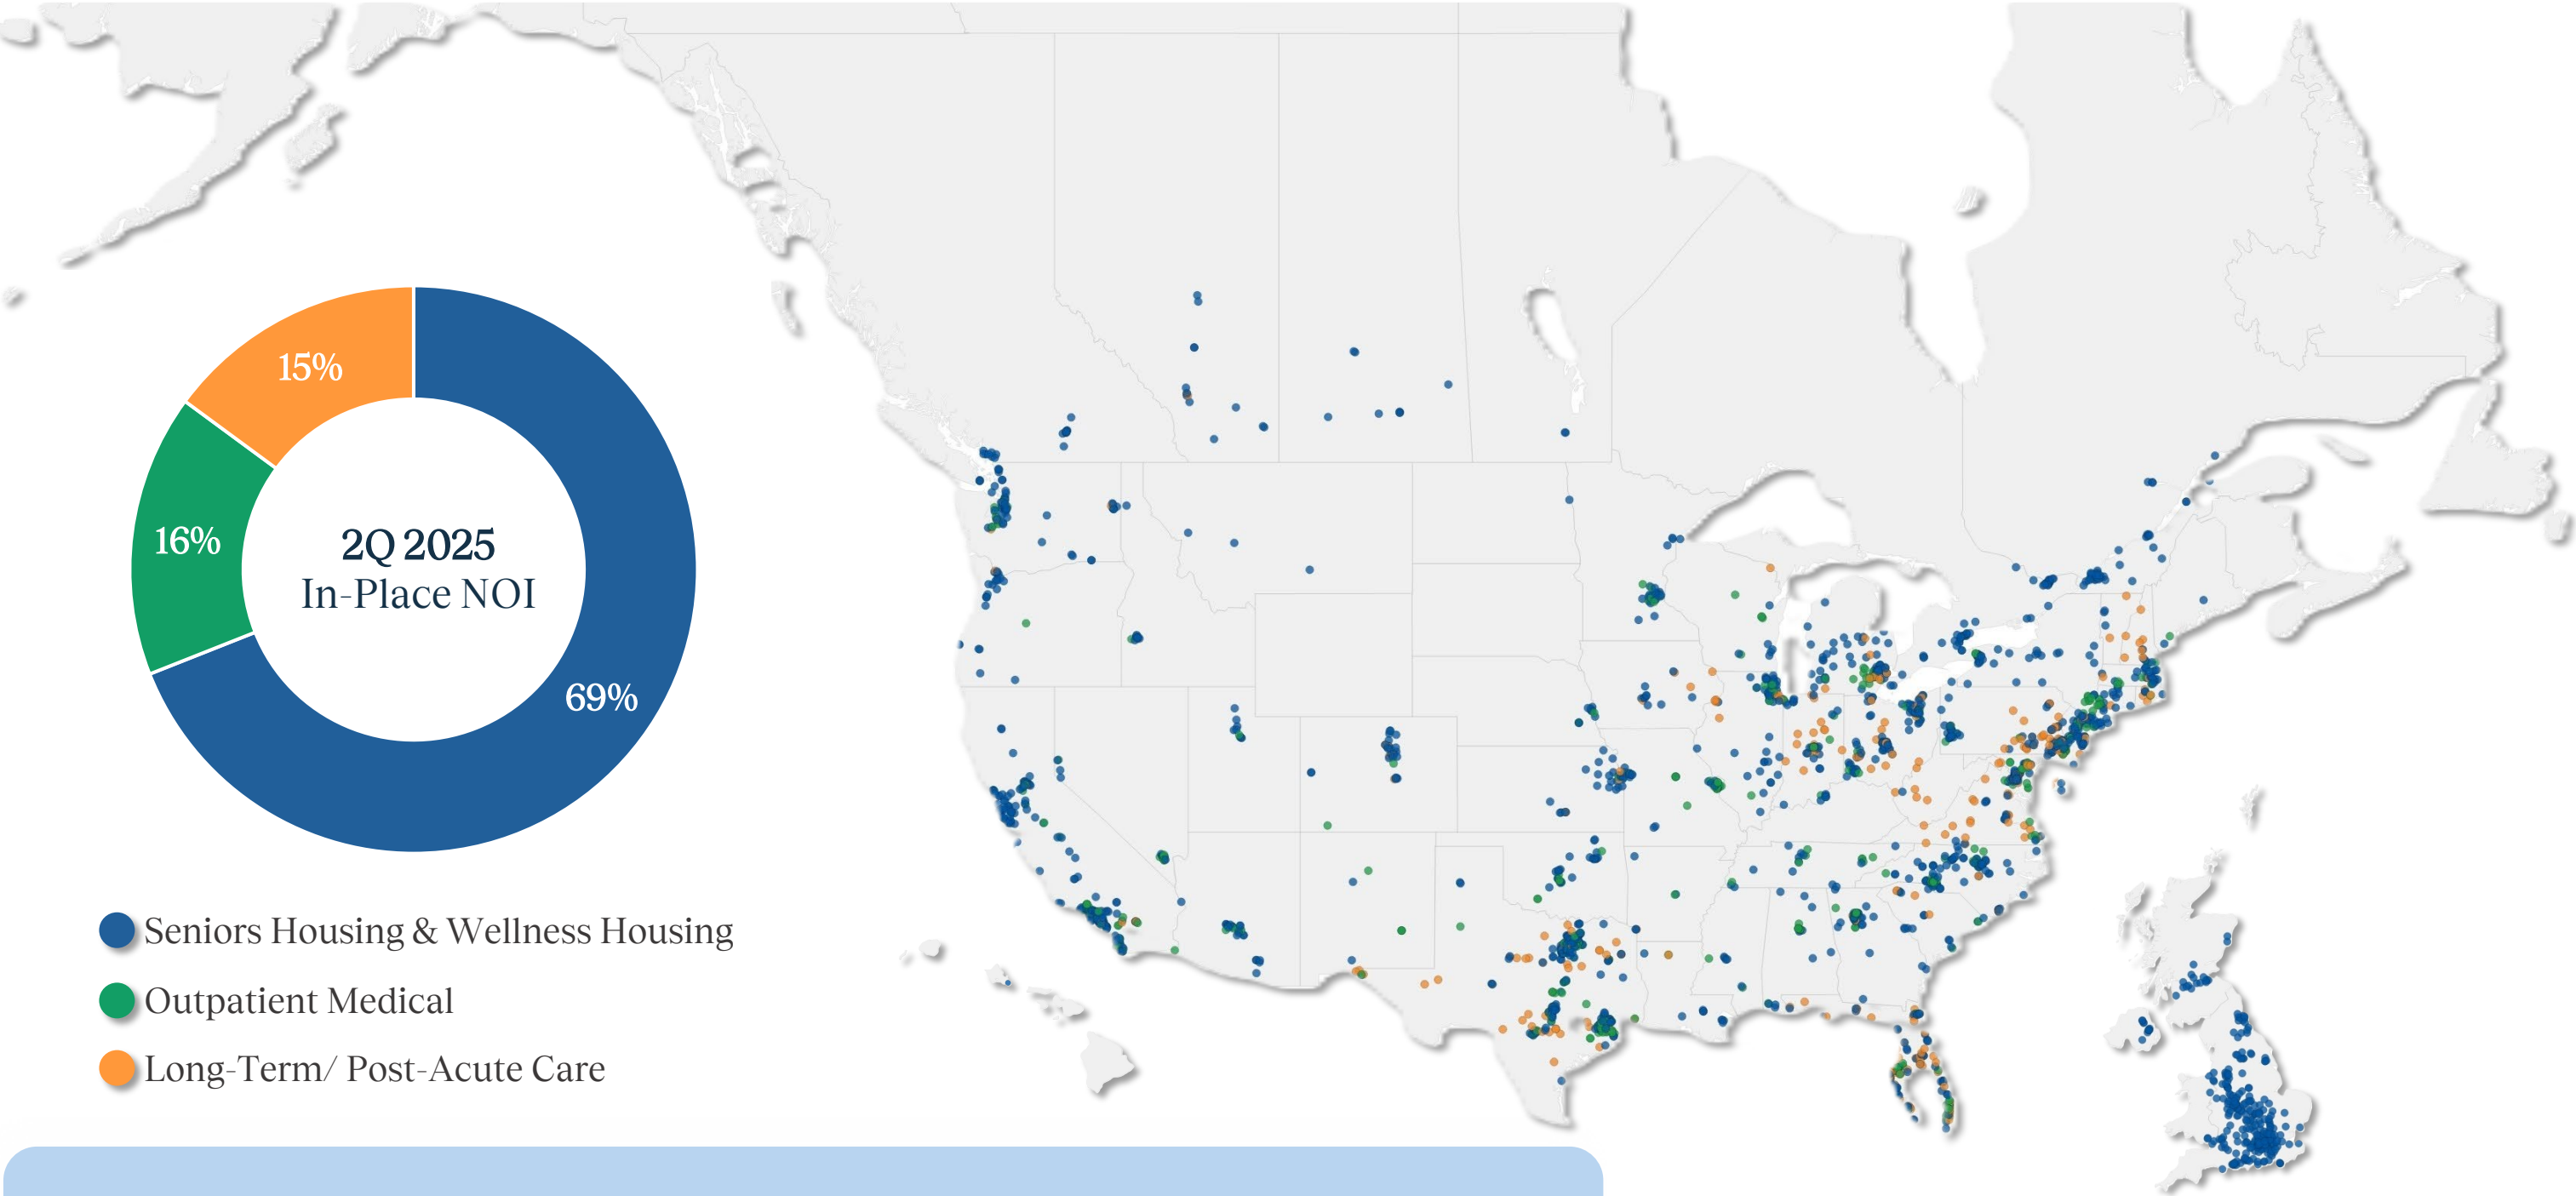 15%
16%
2Q 2025
In-Place NOI
69%
Seniors Housing & Wellness Housing
Outpatient Medical
Long-Term/ Post-Acute Care